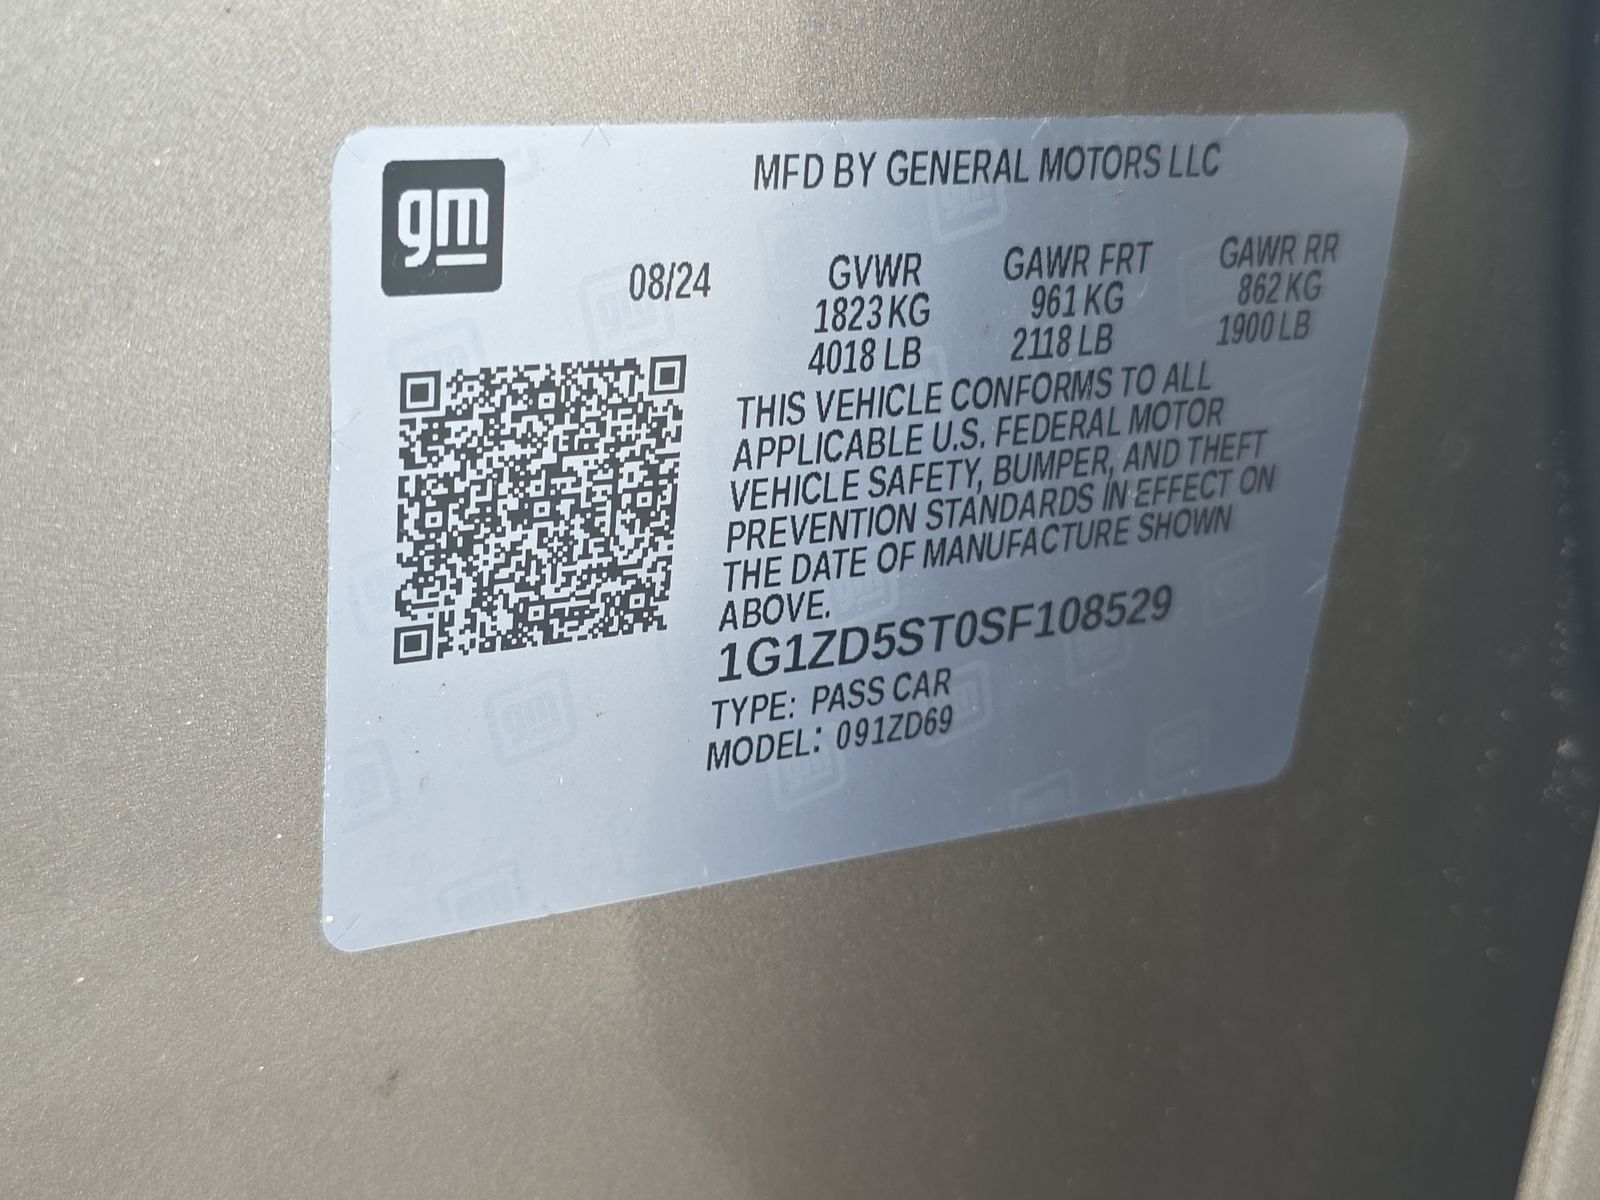 gm
MFD BY GENERAL MOTORS LLC
08/24
GVWR
1823 KG
4018 LB
GAWR FRT
961 KG
2118 LB
GAWR RR
862 KG
1900 LB
THIS VEHICLE CONFORMS TO ALL
APPLICABLE U.S. FEDERAL MOTOR
VEHICLE SAFETY, BUMPER, AND THEFT
PREVENTION STANDARDS IN EFFECT ON
THE DATE OF MANUFACTURE SHOWN
ABOVE.
1G1ZD5ST0SF108529
TYPE: PASS CAR
MODEL: 091ZD69